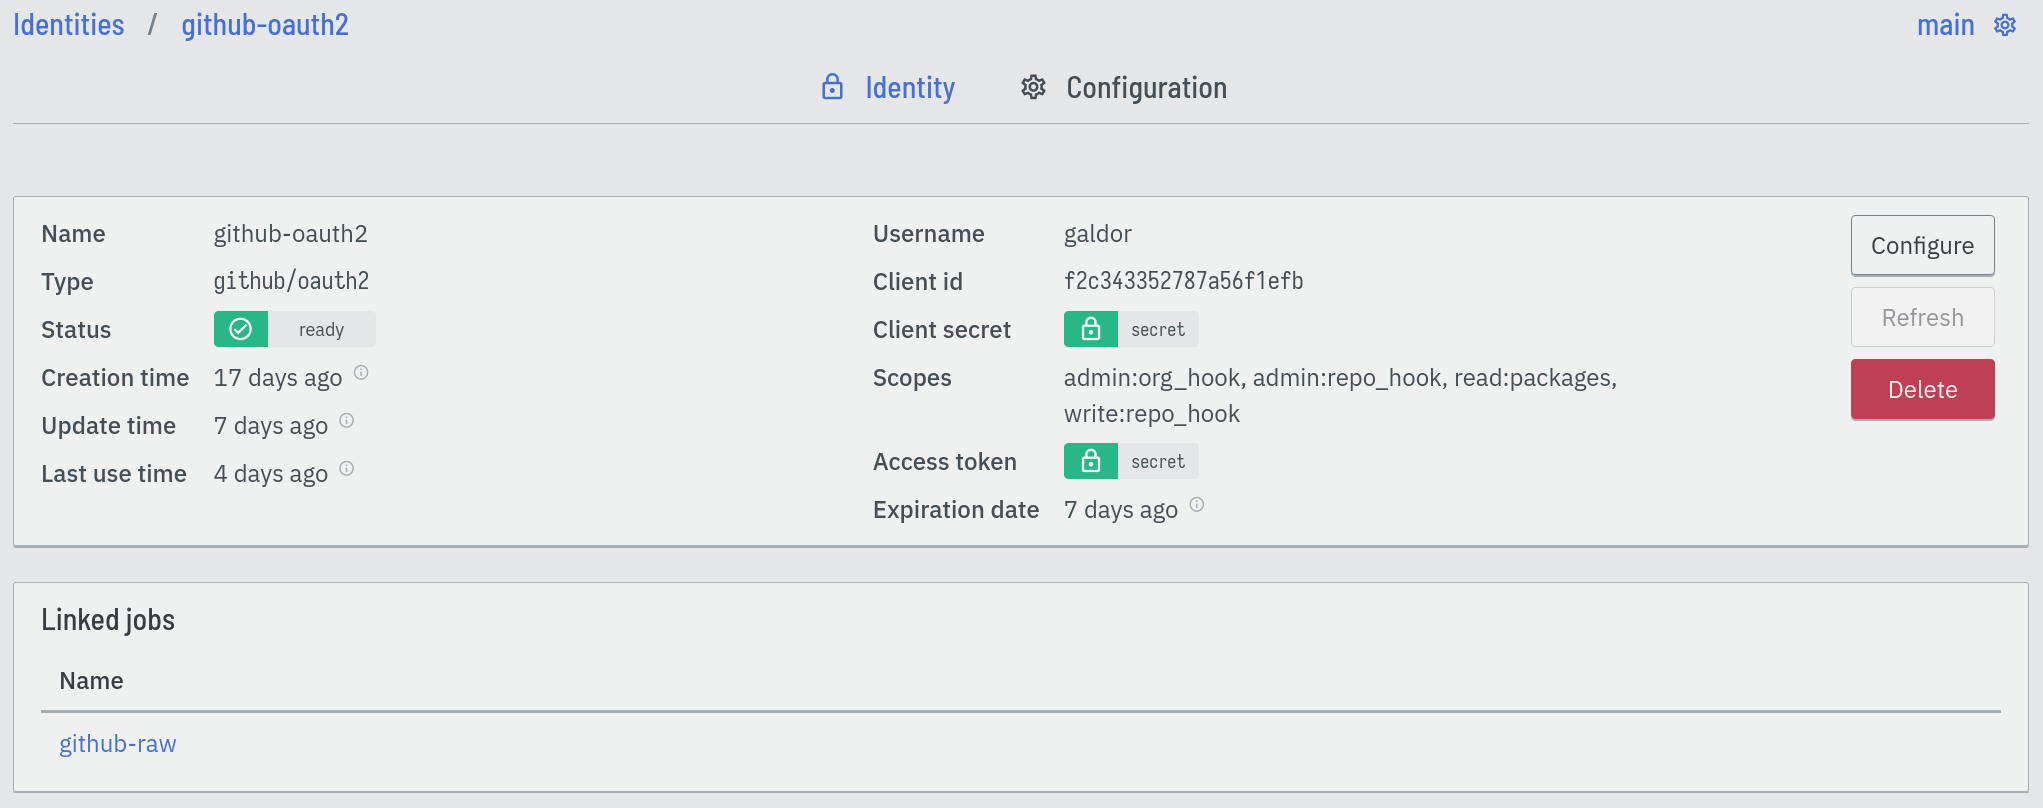 Identities / github-oauth2
main
Identity
Configuration
Name github-oauth2
Type github/oauth2
Status ready
Creation time 17 days ago
Update time 7 days ago
Last use time 4 days ago
Username galdor
Client id f2c343352787a56f1efb
Client secret secret
Scopes admin:org_hook, admin:repo_hook, read:packages,
write:repo_hook
Access token secret
Expiration date 7 days ago
Configure
Refresh
Delete
Linked jobs
Name
github-raw